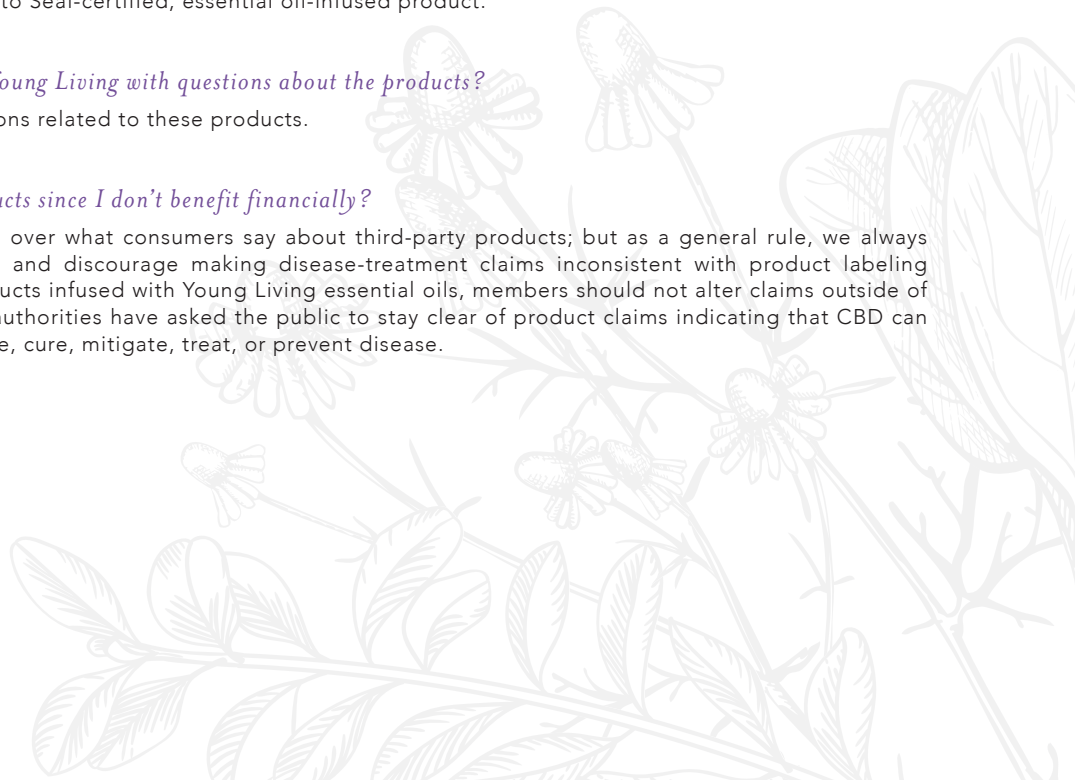 to Seal-certified, essential oil-infused product.
Young Living with questions about the products?
ons related to these products.
ucts since I don’t benefit financially?
over what consumers say about third-party products; but as a general rule, we always
and discourage making disease-treatment claims inconsistent with product labeling
ucts infused with Young Living essential oils, members should not alter claims outside of
authorities have asked the public to stay clear of product claims indicating that CBD can
e, cure, mitigate, treat, or prevent disease.